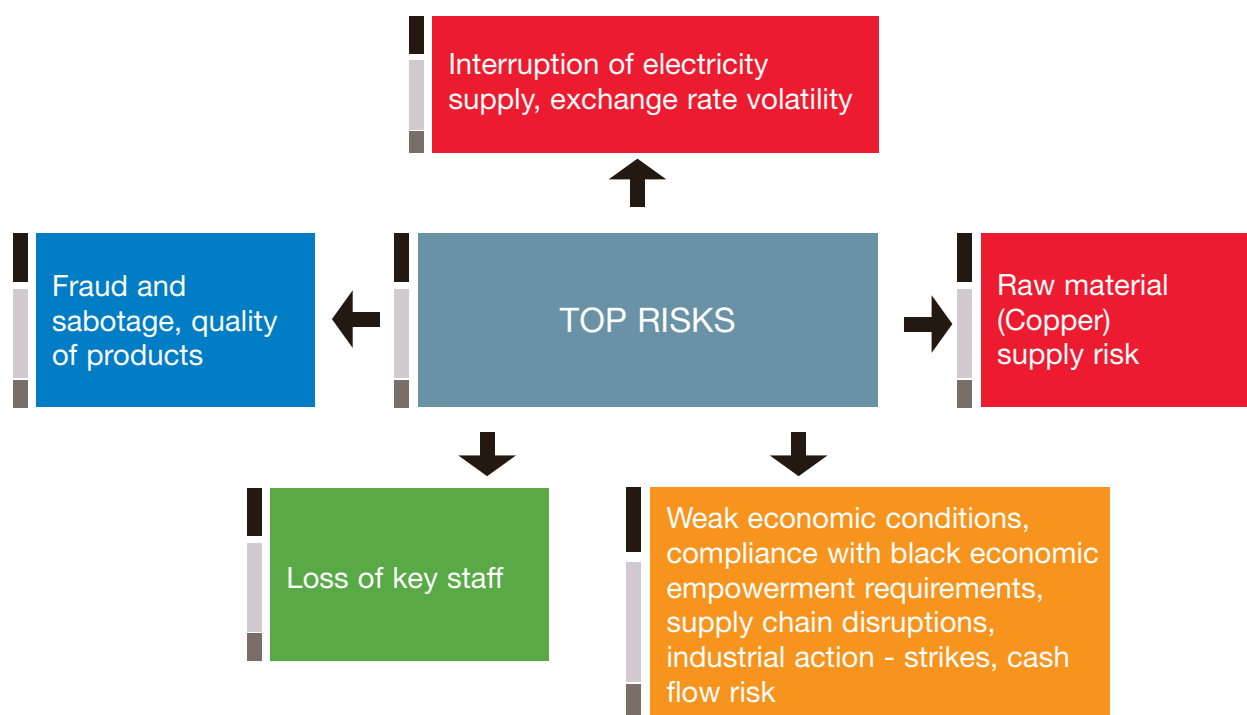 Interruption of electricity
supply, exchange rate volatility
Fraud and
sabotage, quality
of products
TOP RISKS
Raw material
(Copper)
supply risk
Loss of key staff
Weak economic conditions,
compliance with black economic
empowerment requirements,
supply chain disruptions,
industrial action - strikes, cash
flow risk